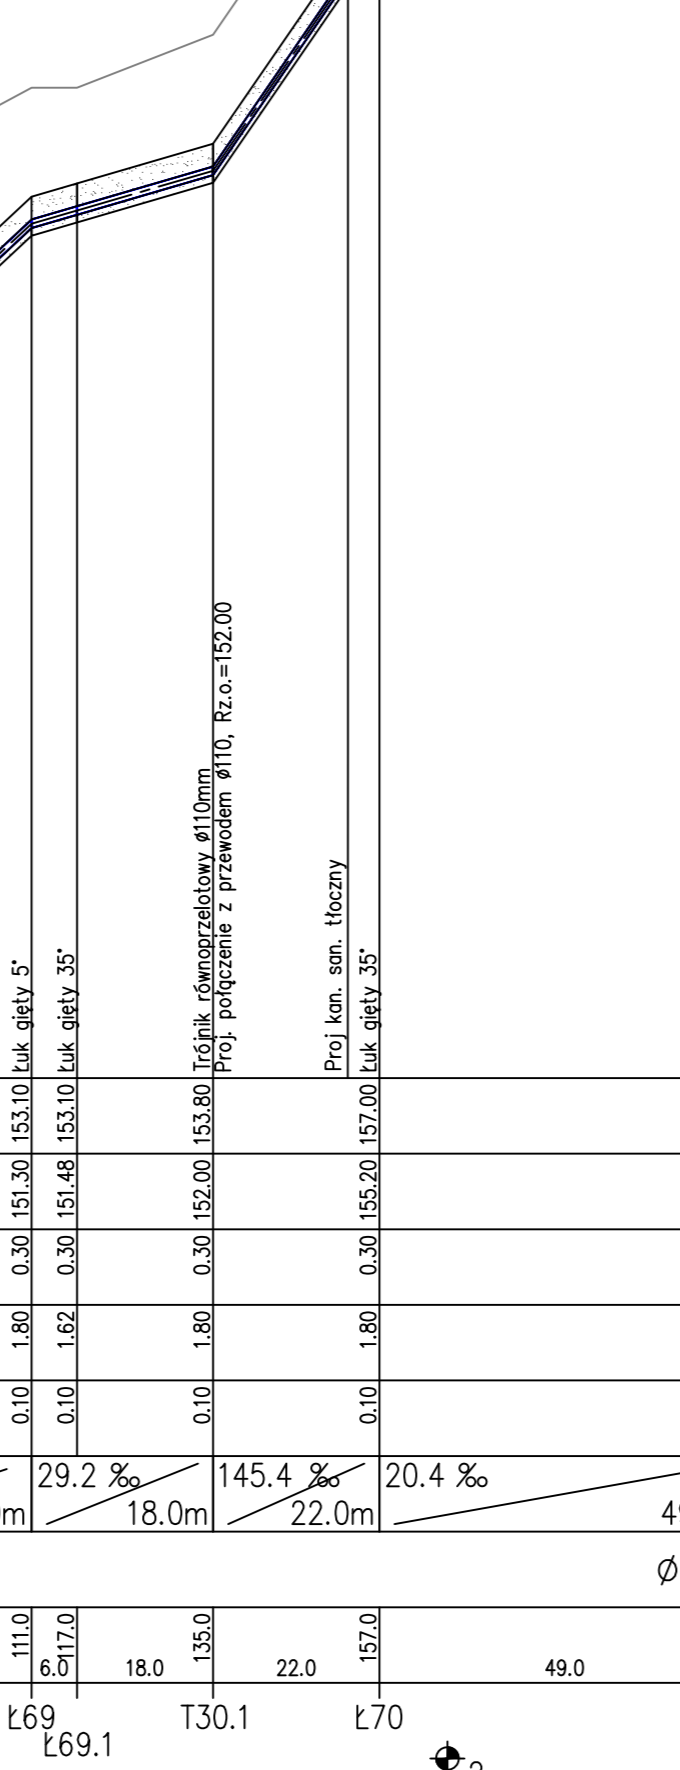 Łuk gięty 5°
Łuk gięty 35°
Trójnik równoprzelotowy ø110mm
Proj. połączenie z przewodem ø110, Rz.o.=152.00
Proj kan. san. tłoczny
Łuk gięty 35°
153.10 153.10 153.80 157.00
151.30 151.48 152.00 155.20
0.30 0.30 0.30 0.30
1.80 1.62 1.80 1.80
0.10 0.10 0.10 0.10
29.2 ‰ 145.4 ‰ 20.4 ‰
m 18.0m 22.0m 49
ø
111.0 117.0 135.0 157.0
6.0 18.0 22.0 49.0
Ł69 T30.1 Ł70
Ł69.1